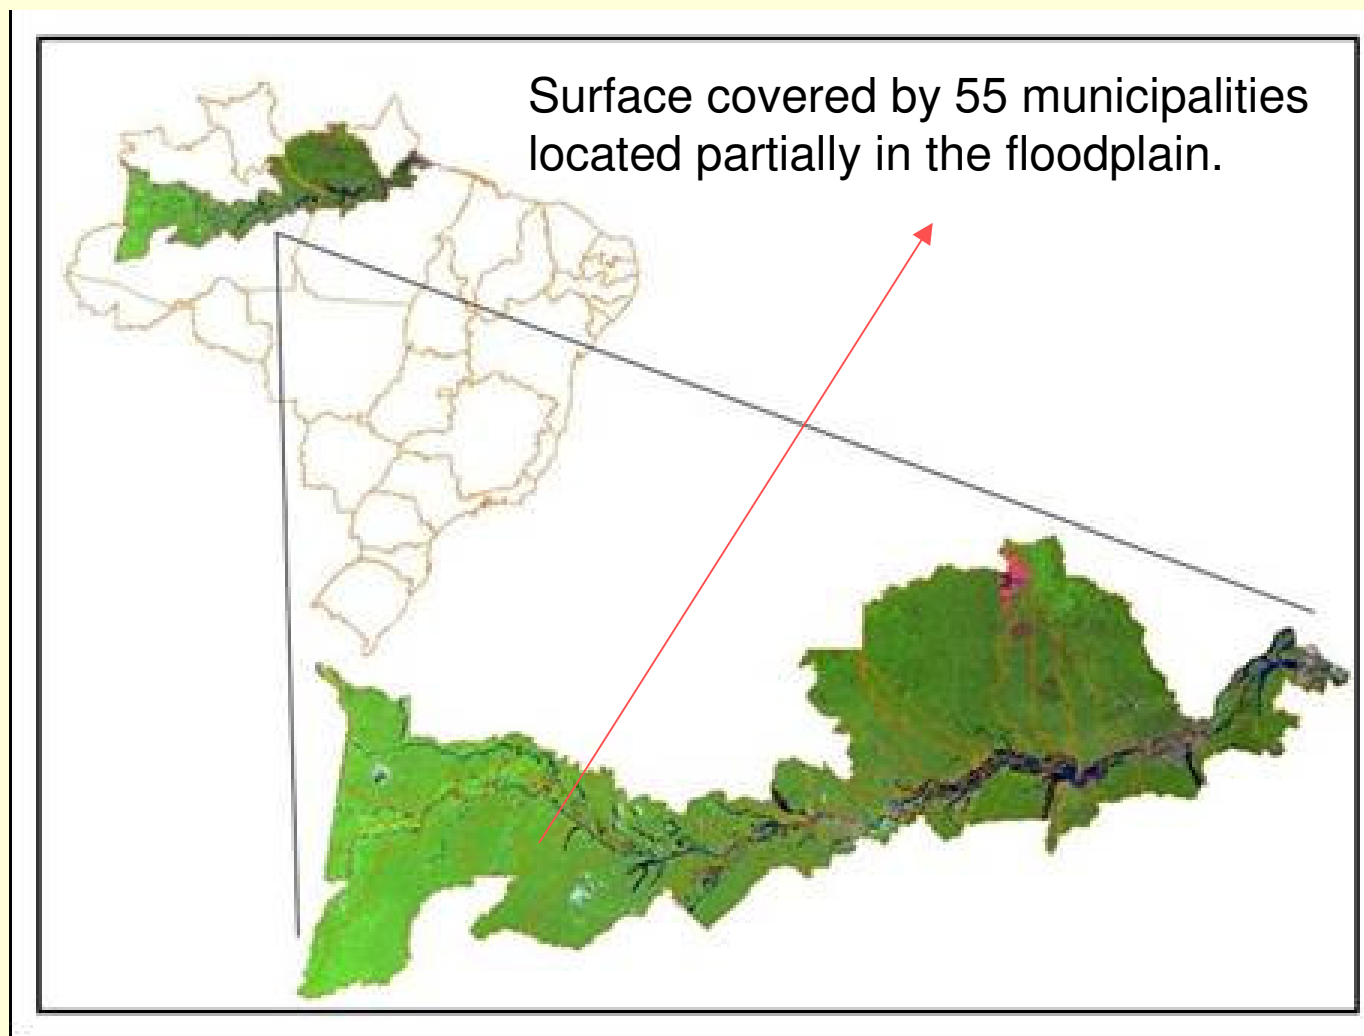 Surface covered by 55 municipalities
located partially in the floodplain.